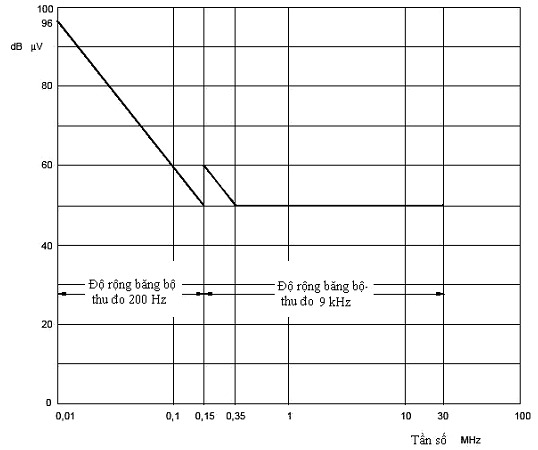 100
96
dB μV
80
60
40
Độ rộng băng bộ
thu đo 200 Hz
Độ rộng băng bộ-
thu đo 9 kHz
20
0
0,01 0,1 0,15 0,35 1 10 30 100
Tần số MHz